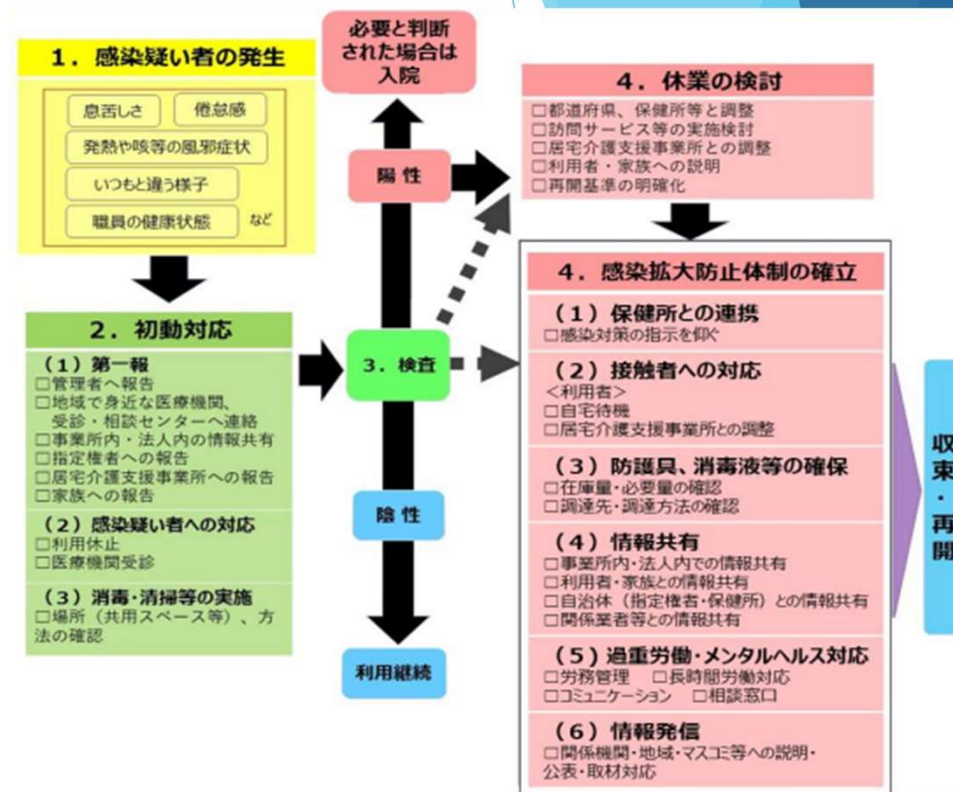 1．感染疑い者の発生
息苦しさ
倦怠感
発熱や咳等の風邪症状
いつもと違う様子
職員の健康状態
など
2．初動対応
（1）第一報
□管理者へ報告
□地域で身近な医療機関、
受診・相談センターへ連絡
□事業所内・法人内の情報共有
□指定権者への報告
□居宅介護支援事業所への報告
□家族への報告
（2）感染疑い者への対応
□利用休止
□医療機関受診
（3）消毒・清掃等の実施
□場所（共用スペース等）、方
法の確認
必要と判断
された場合は
入院
陽性
3．検査
陰性
利用継続
4．休業の検討
□都道府県、保健所等と調整
□訪問サービス等の実施検討
□居宅介護支援事業所との調整
□利用者・家族への説明
□再開基準の明確化
4．感染拡大防止体制の確立
（1）保健所との連携
□感染対策の指示を仰ぐ
（2）接触者への対応
＜利用者＞
□自宅待機
□居宅介護支援事業所との調整
（3）防護具、消毒液等の確保
□在庫量・必要量の確認
□調達先・調達方法の確認
（4）情報共有
□事業所内・法人内での情報共有
□利用者・家族との情報共有
□自治体（指定権者・保健所）との情報共有
□関係業者等との情報共有
（5）過重労働・メンタルヘルス対応
□労務管理　□長時間労働対応
□コミュニケーション　□相談窓口
（6）情報発信
□関係機関・地域・マスコミ等への説明・
公表・取材対応
収束・再開